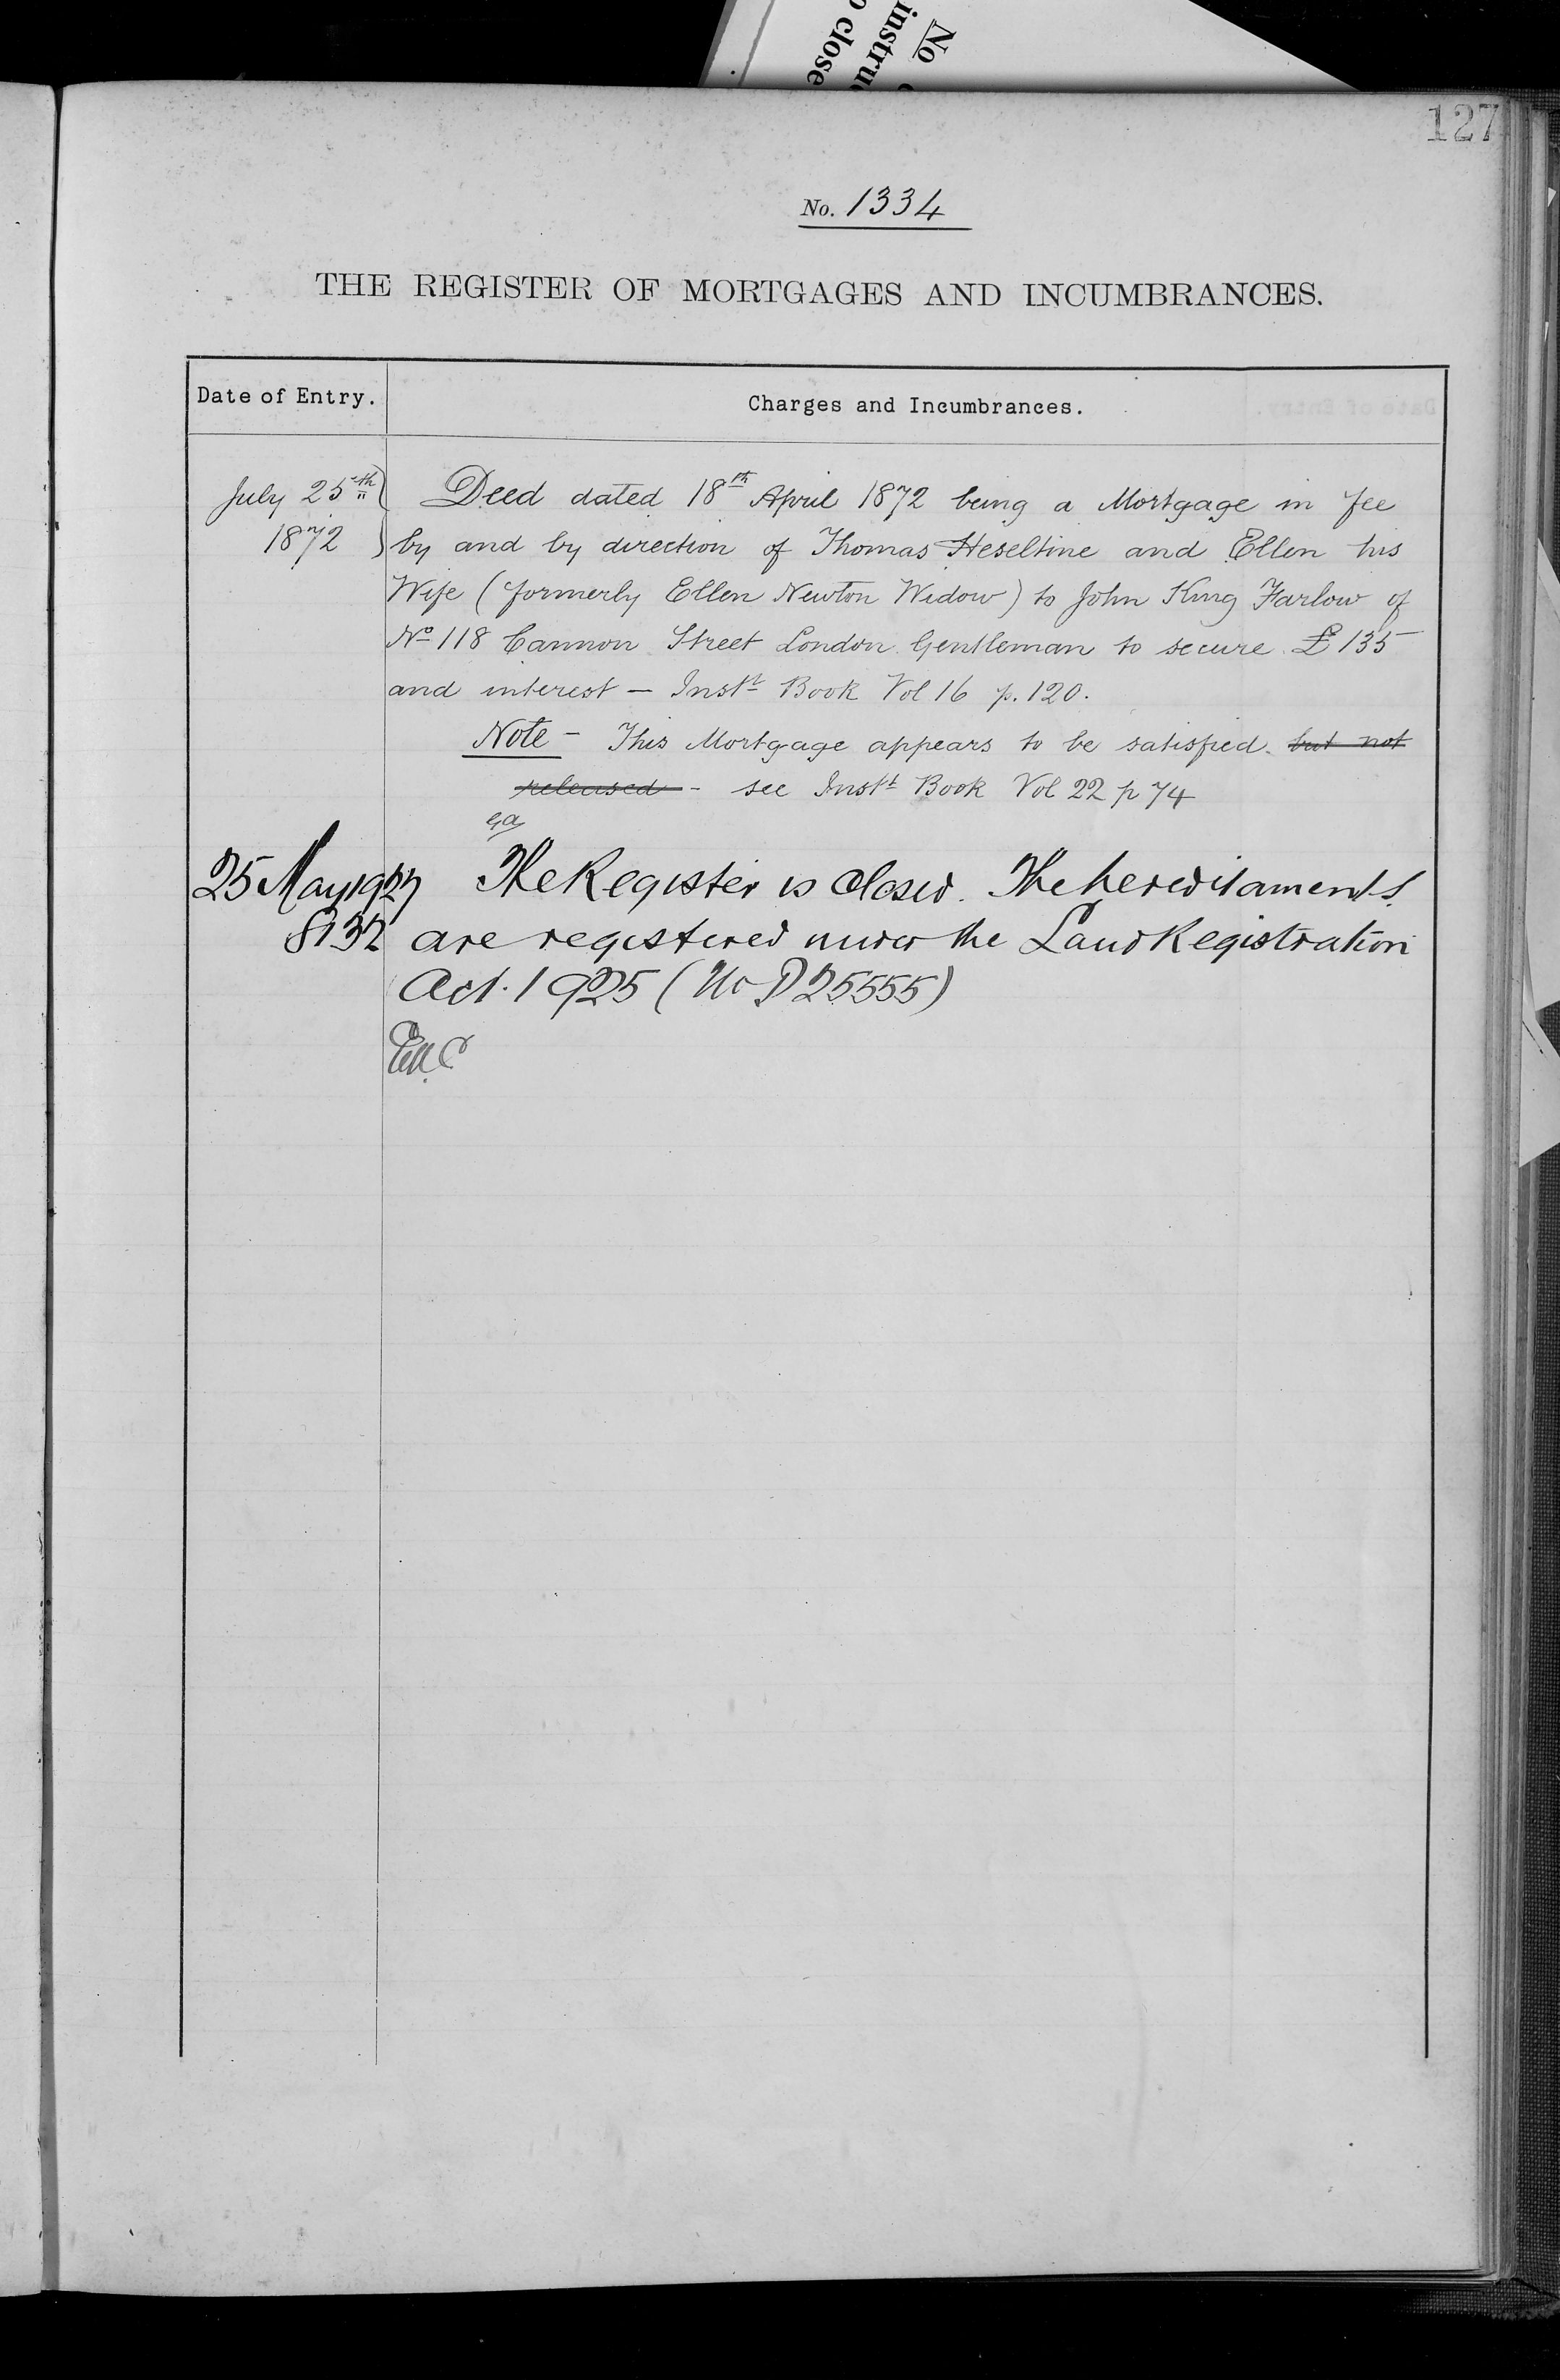 No
instru
o close
127
No. 1334
THE REGISTER OF MORTGAGES AND INCUMBRANCES.
Date of Entry.
Charges and Incumbrances.
July 25th
1872
Deed dated 18th April 1872 being a Mortgage in fee
by and by direction of Thomas Heseltine and Ellen his
Wife (formerly Ellen Newton Widow) to John King Farlow of
No 118 Cannon Street London Gentleman to secure £135
and interest — Instt Book Vol 16 p. 120.
Note - This Mortgage appears to be satisfied but not
released - see Instt Book Vol 22 p 74
25 May 1927
8132
The Register is closed. The hereditaments
are registered under the Land Registration
Act. 1925 (No P25555)